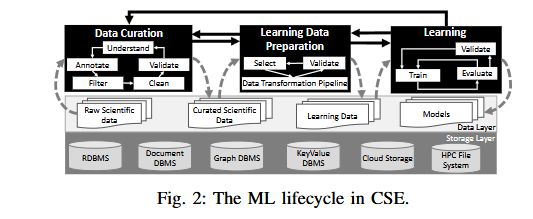 Data Curation
Understand
Annotate
Validate
Filter
Clean
Learning Data
Preparation
Select
Validate
Data Transformation Pipeline
Learning
Validate
Train
Evaluate
Raw Scientific
data
Curated Scientific
Data
Learning Data
Models
Data Layer
Storage Layer
RDBMS
Document
DBMS
Graph DBMS
KeyValue
DBMS
Cloud Storage
HPC File
System
Fig. 2: The ML lifecycle in CSE.